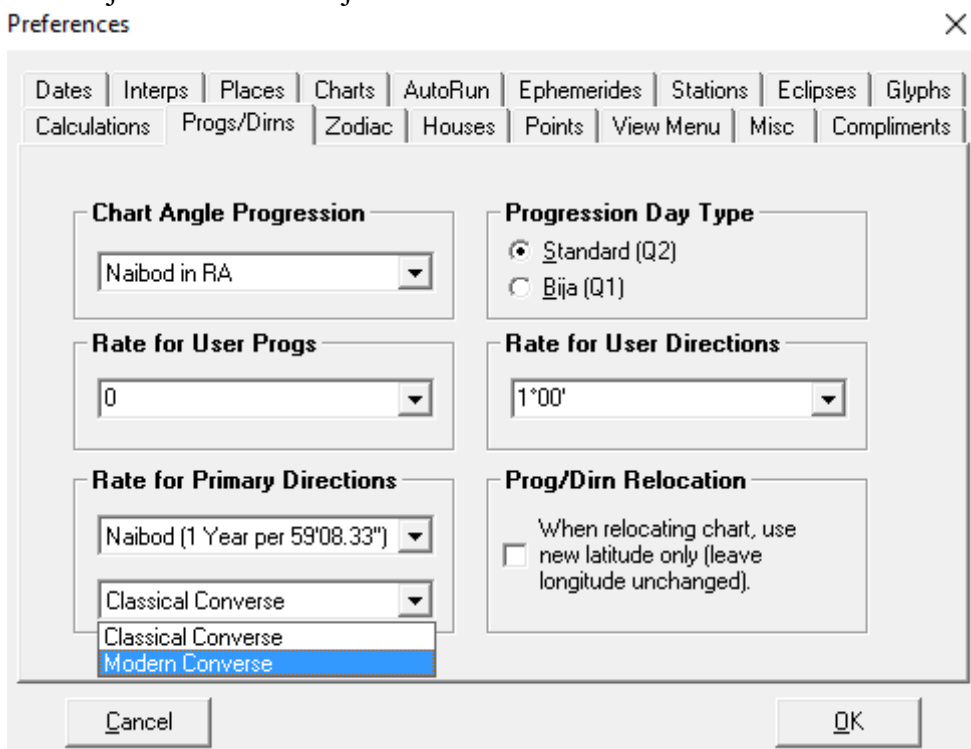 Preferences
Dates Interps Places Charts AutoRun Ephemerides Stations Eclipses Glyphs
Calculations Progs/Dirns Zodiac Houses Points View Menu Misc Compliments
Chart Angle Progression
Naibod in RA
Progression Day Type
Standard (Q2)
Bija (Q1)
Rate for User Progs
0
Rate for User Directions
1°00'
Rate for Primary Directions
Naibod (1 Year per 59'08.33")
Classical Converse
Classical Converse
Modern Converse
Prog/Dirn Relocation
When relocating chart, use
new latitude only (leave
longitude unchanged).
Cancel
OK